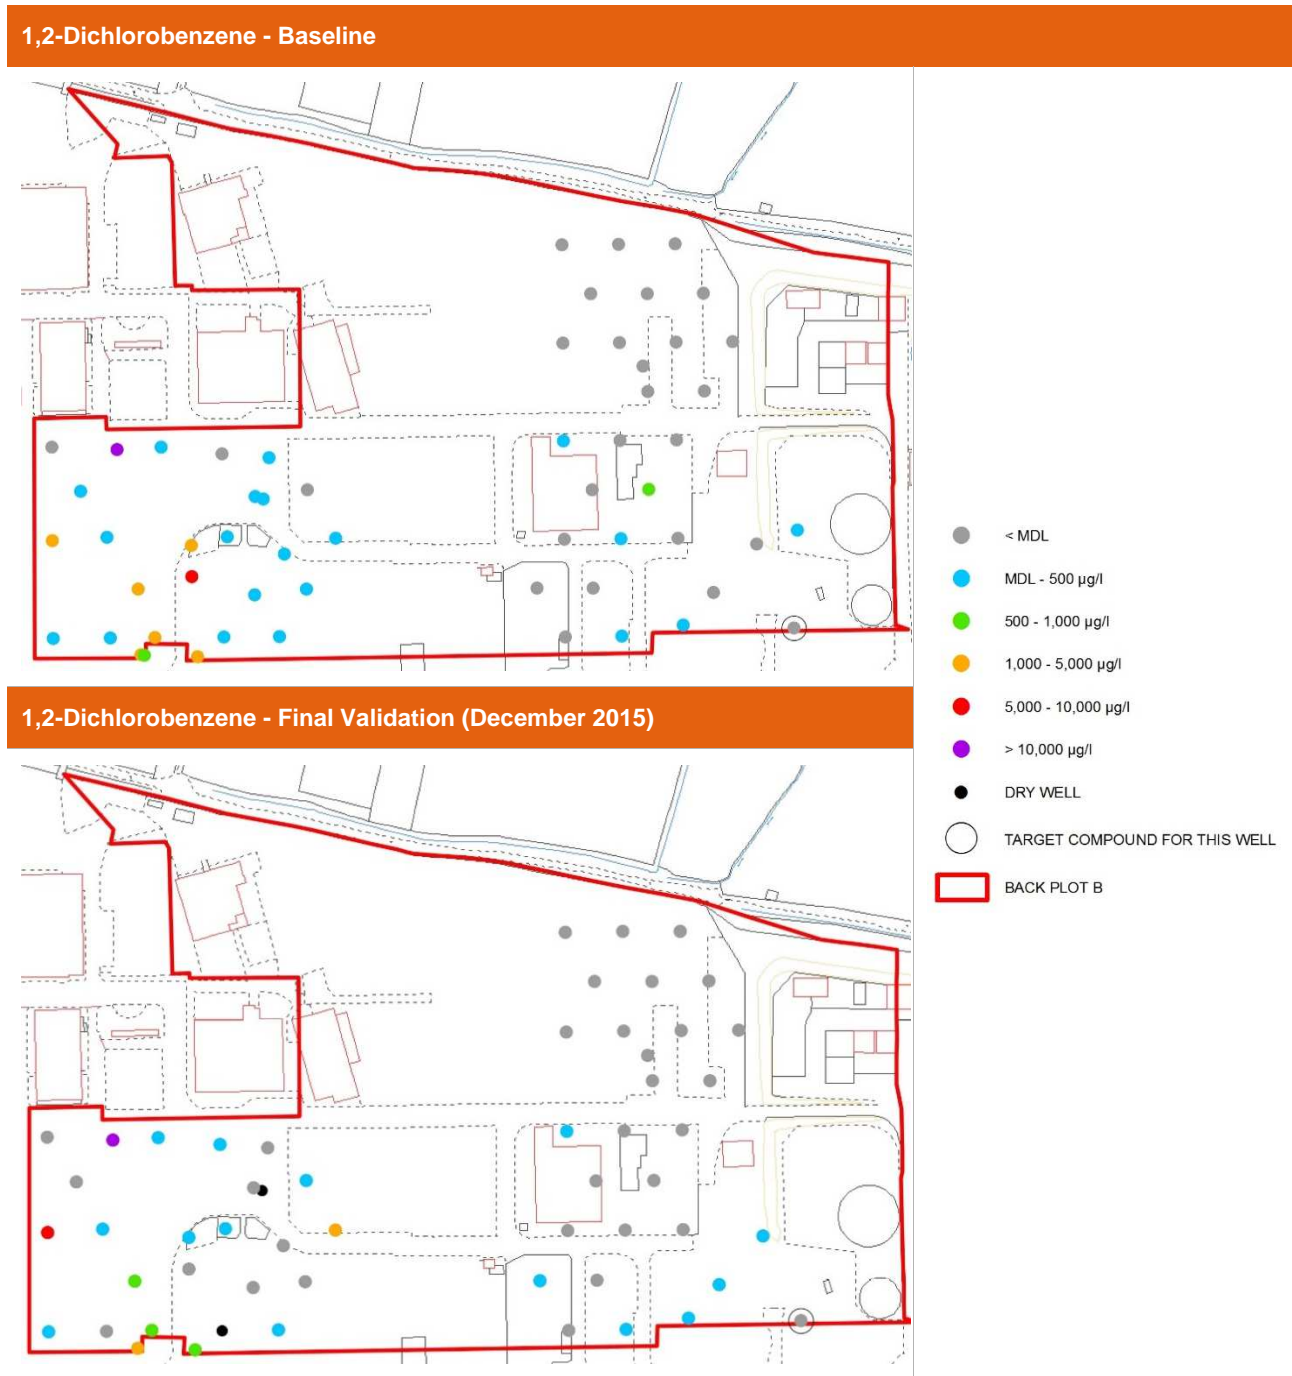 1,2-Dichlorobenzene - Baseline
< MDL
MDL - 500 µg/l
500 - 1,000 µg/l
1,000 - 5,000 µg/l
5,000 - 10,000 µg/l
> 10,000 µg/l
DRY WELL
TARGET COMPOUND FOR THIS WELL
BACK PLOT B
1,2-Dichlorobenzene - Final Validation (December 2015)